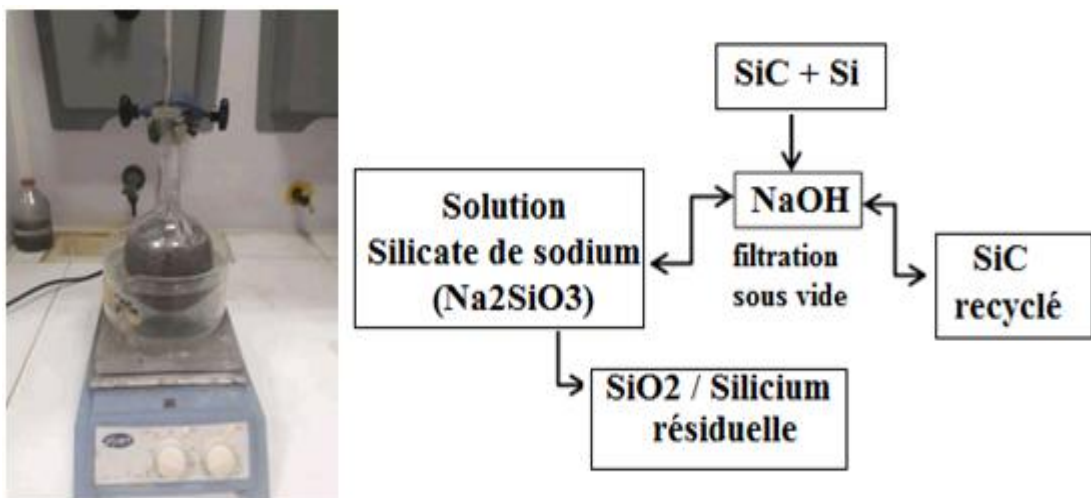 SiC + Si
NaOH
filtration
sous vide
Solution
Silicate de sodium
(Na2SiO3)
SiC
recyclé
SiO2 / Silicium
résiduelle